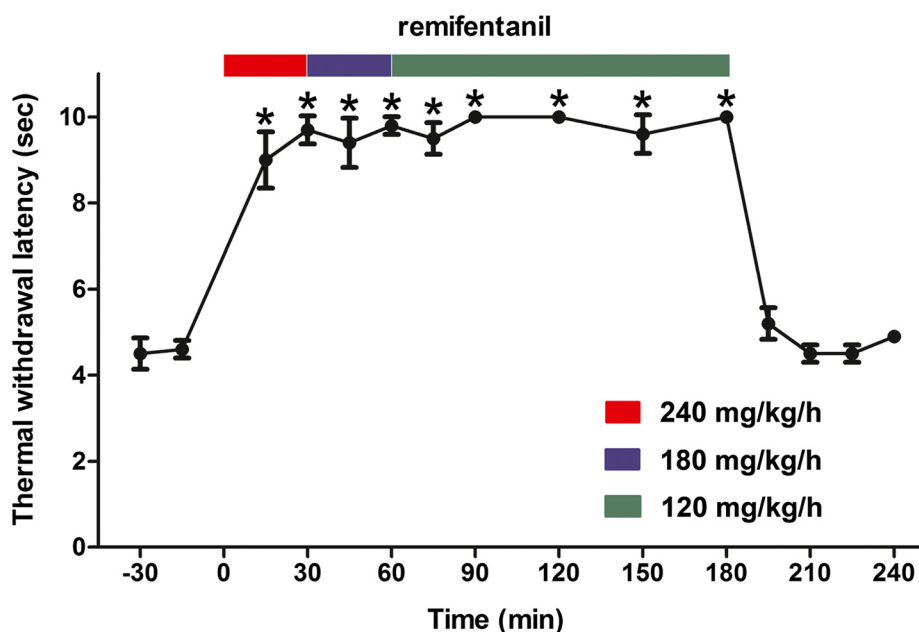 remifentanil
* * * * * * * * *
Thermal withdrawal latency (sec)
10
8
6
4
2
0
240 mg/kg/h
180 mg/kg/h
120 mg/kg/h
-30 0 30 60 90 120 150 180 210 240
Time (min)